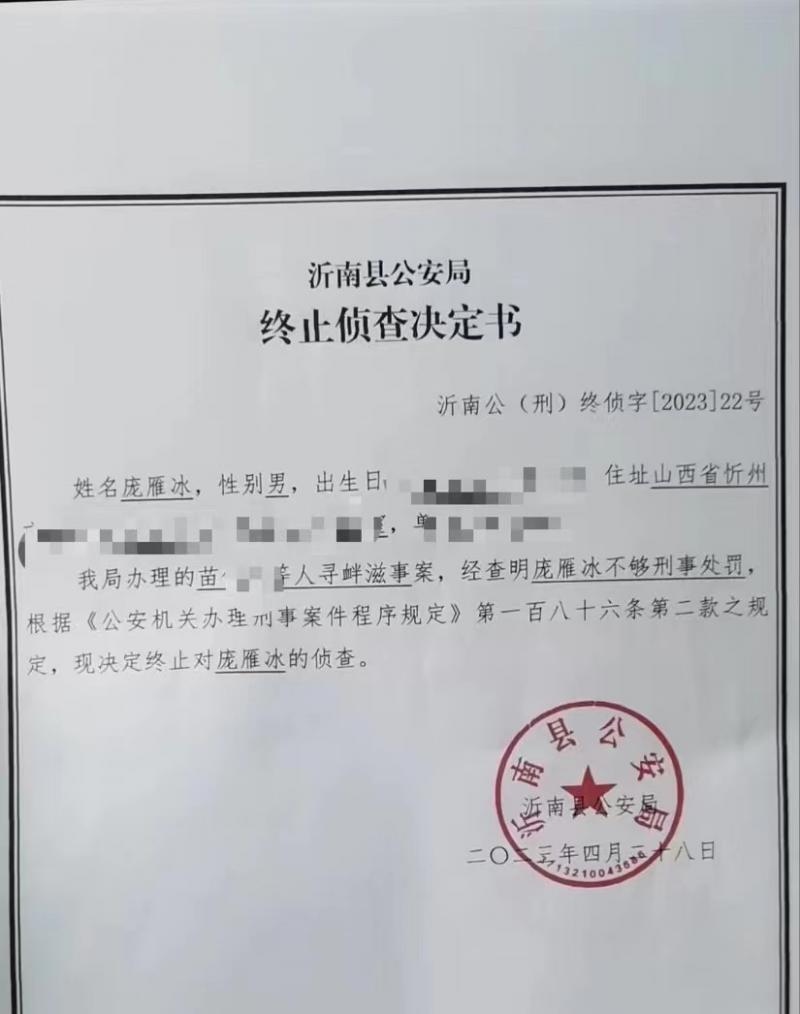 沂南县公安局
终止侦查决定书
沂南公（刑）终侦字[2023]22号
姓名庞雁冰，性别男，出生日 住址山西省忻州
，单
我局办理的苗 等人寻衅滋事案，经查明庞雁冰不够刑事处罚，
根据《公安机关办理刑事案件程序规定》第一百八十六条第二款之规
定，现决定终止对庞雁冰的侦查。
沂南县公安局
沂南县公安局
二〇二三年四月二十八日